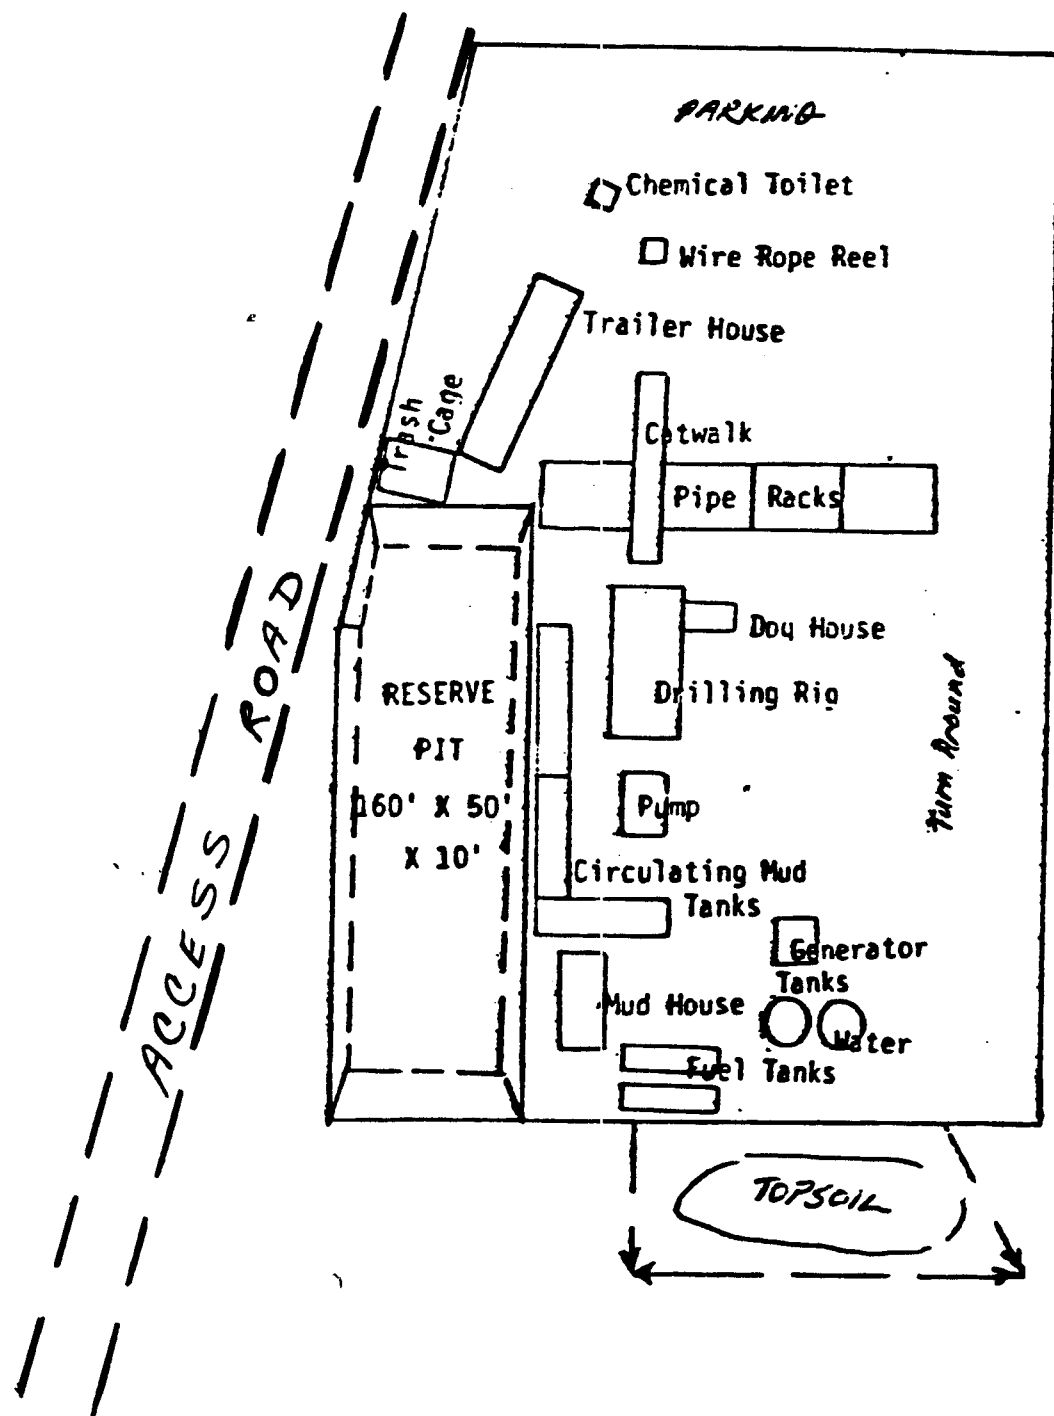 PARKING
Chemical Toilet
Wire Rope Reel
Trailer House
Trash
Cage
Catwalk
Pipe Racks
Dog House
Drilling Rig
Turn Around
RESERVE
PIT
160' X 50'
X 10'
Pump
Circulating Mud
Tanks
Generator
Tanks
Mud House
Water
Fuel Tanks
ACCESS ROAD
TOPSOIL